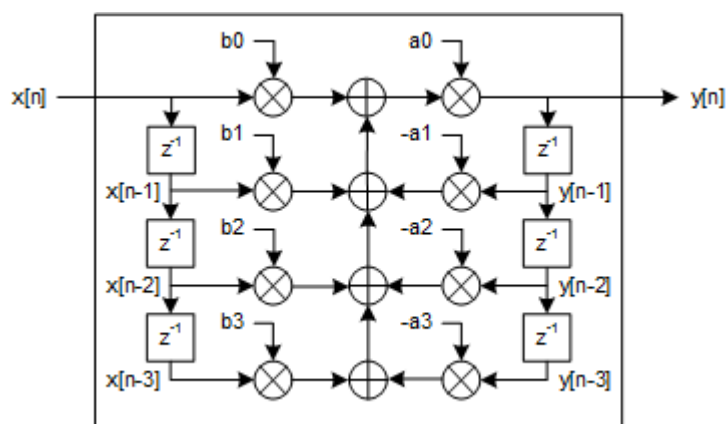 b0 a0
x[n] y[n]
z⁻¹ z⁻¹
b1 -a1
x[n-1] y[n-1]
z⁻¹ z⁻¹
b2 -a2
x[n-2] y[n-2]
z⁻¹ z⁻¹
b3 -a3
x[n-3] y[n-3]